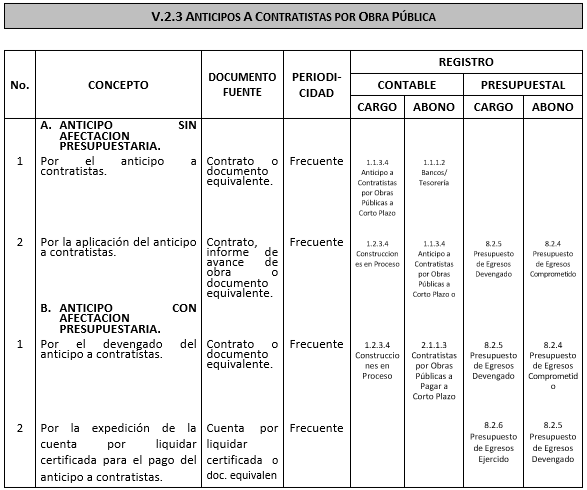 V.2.3 ANTICIPOS A CONTRATISTAS POR OBRA PÚBLICA
No.
CONCEPTO
DOCUMENTO
FUENTE
PERIODI-
CIDAD
REGISTRO
CONTABLE
PRESUPUESTAL
CARGO
ABONO
CARGO
ABONO
A. ANTICIPO SIN
AFECTACION
PRESUPUESTARIA.
1
Por el anticipo a
contratistas.
Contrato o
documento
equivalente.
Frecuente
1.1.3.4
Anticipo a
Contratistas
por Obras
Públicas a
Corto Plazo
1.1.1.2
Bancos/
Tesorería
2
Por la aplicación del anticipo
a contratistas.
Contrato,
informe de
avance de
obra o
documento
equivalente.
Frecuente
1.2.3.4
Construccion
es en Proceso
1.1.3.4
Anticipo a
Contratistas
por Obras
Públicas a
Corto Plazo o
8.2.5
Presupuesto
de Egresos
Devengado
8.2.4
Presupuesto
de Egresos
Comprometido
B. ANTICIPO CON
AFECTACION
PRESUPUESTARIA.
1
Por el devengado del
anticipo a contratistas.
Contrato o
documento
equivalente.
Frecuente
1.2.3.4
Construccio
nes en
Proceso
2.1.1.3
Contratistas
por Obras
Públicas a
Pagar a
Corto Plazo
8.2.5
Presupuesto
de Egresos
Devengado
8.2.4
Presupuesto
de Egresos
Comprometid
o
2
Por la expedición de la
cuenta por liquidar
certificada para el pago del
anticipo a contratistas.
Cuenta por
liquidar
certificada o
doc. equivalen
Frecuente
8.2.6
Presupuesto
de Egresos
Ejercido
8.2.5
Presupuesto
de Egresos
Devengado